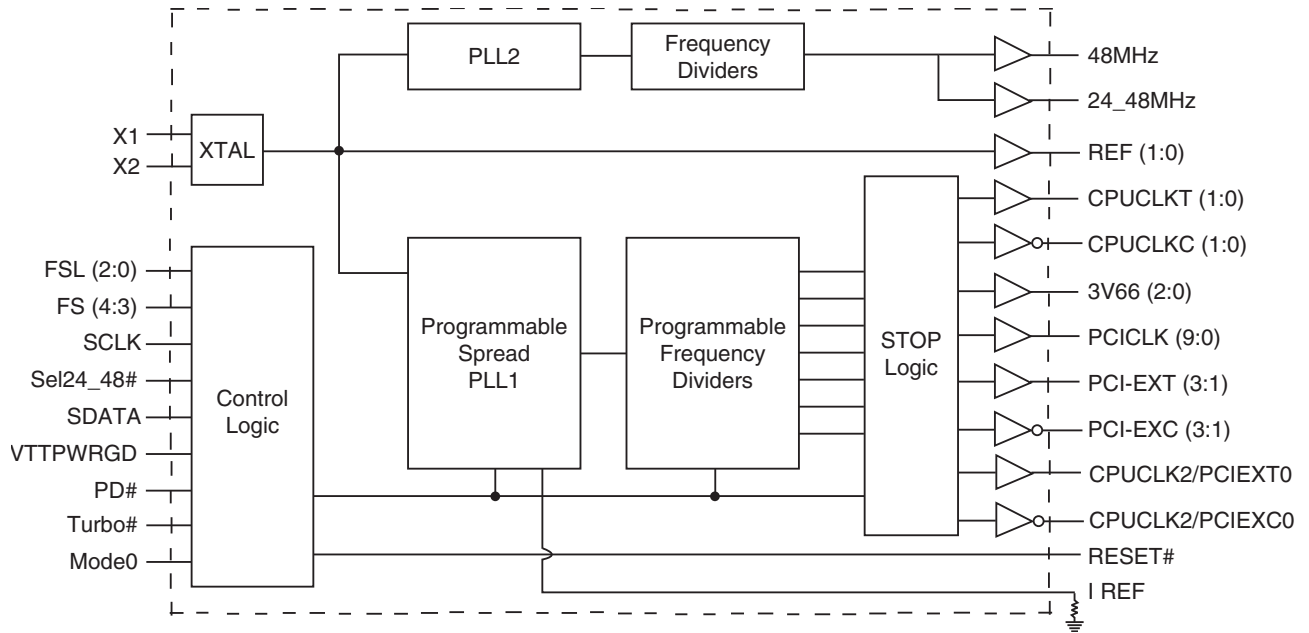 PLL2
Frequency
Dividers
48MHz
24_48MHz
X1
X2
XTAL
REF (1:0)
CPUCLKT (1:0)
CPUCLKC (1:0)
3V66 (2:0)
PCICLK (9:0)
PCI-EXT (3:1)
PCI-EXC (3:1)
CPUCLK2/PCIEXT0
CPUCLK2/PCIEXC0
RESET#
I REF
FSL (2:0)
FS (4:3)
SCLK
Sel24_48#
SDATA
VTTPWRGD
PD#
Turbo#
Mode0
Control
Logic
Programmable
Spread
PLL1
Programmable
Frequency
Dividers
STOP
Logic